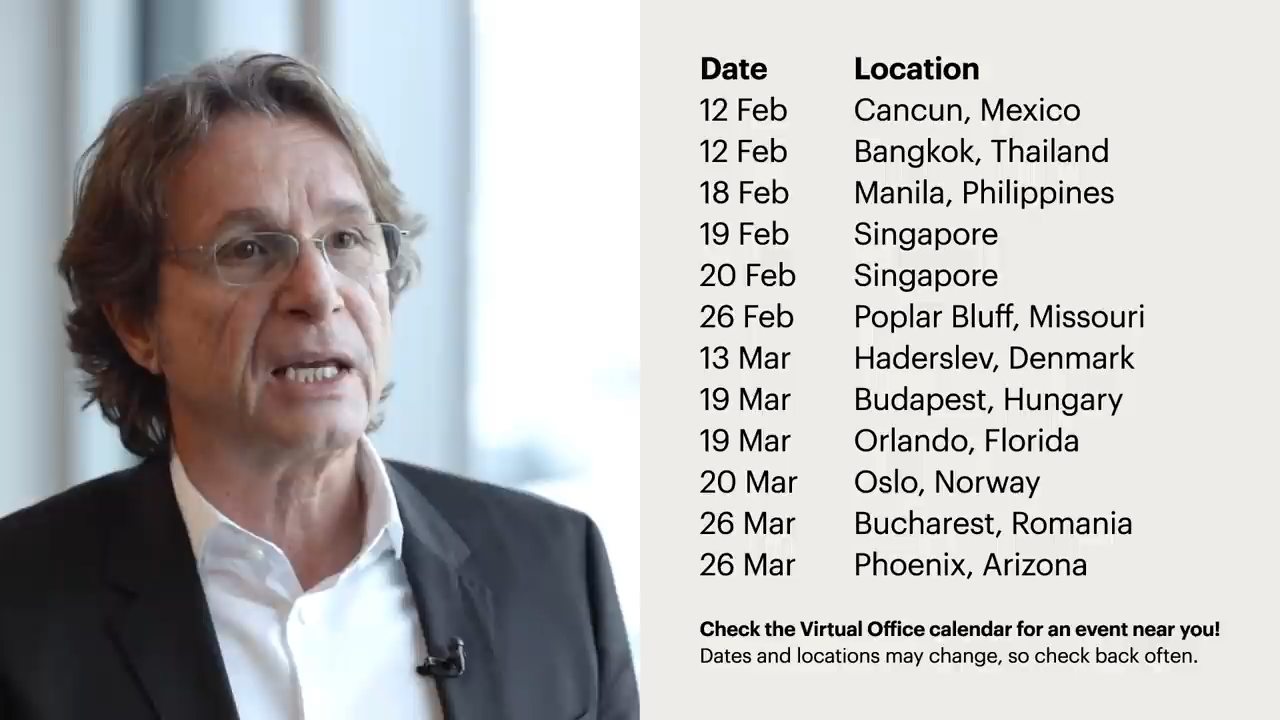 Date Location
12 Feb Cancun, Mexico
12 Feb Bangkok, Thailand
18 Feb Manila, Philippines
19 Feb Singapore
20 Feb Singapore
26 Feb Poplar Bluff, Missouri
13 Mar Haderslev, Denmark
19 Mar Budapest, Hungary
19 Mar Orlando, Florida
20 Mar Oslo, Norway
26 Mar Bucharest, Romania
26 Mar Phoenix, Arizona
Check the Virtual Office calendar for an event near you!
Dates and locations may change, so check back often.